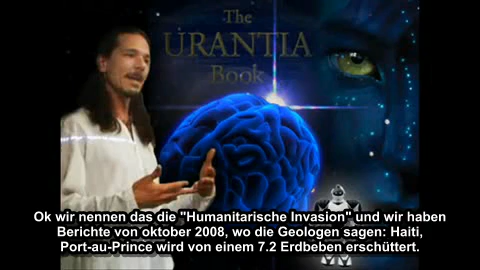 The
URANTIA
Book
Ok wir nennen das die "Humanitarische Invasion" und wir haben
Berichte von oktober 2008, wo die Geologen sagen: Haiti,
Port-au-Prince wird von einem 7.2 Erdbeben erschüttert.